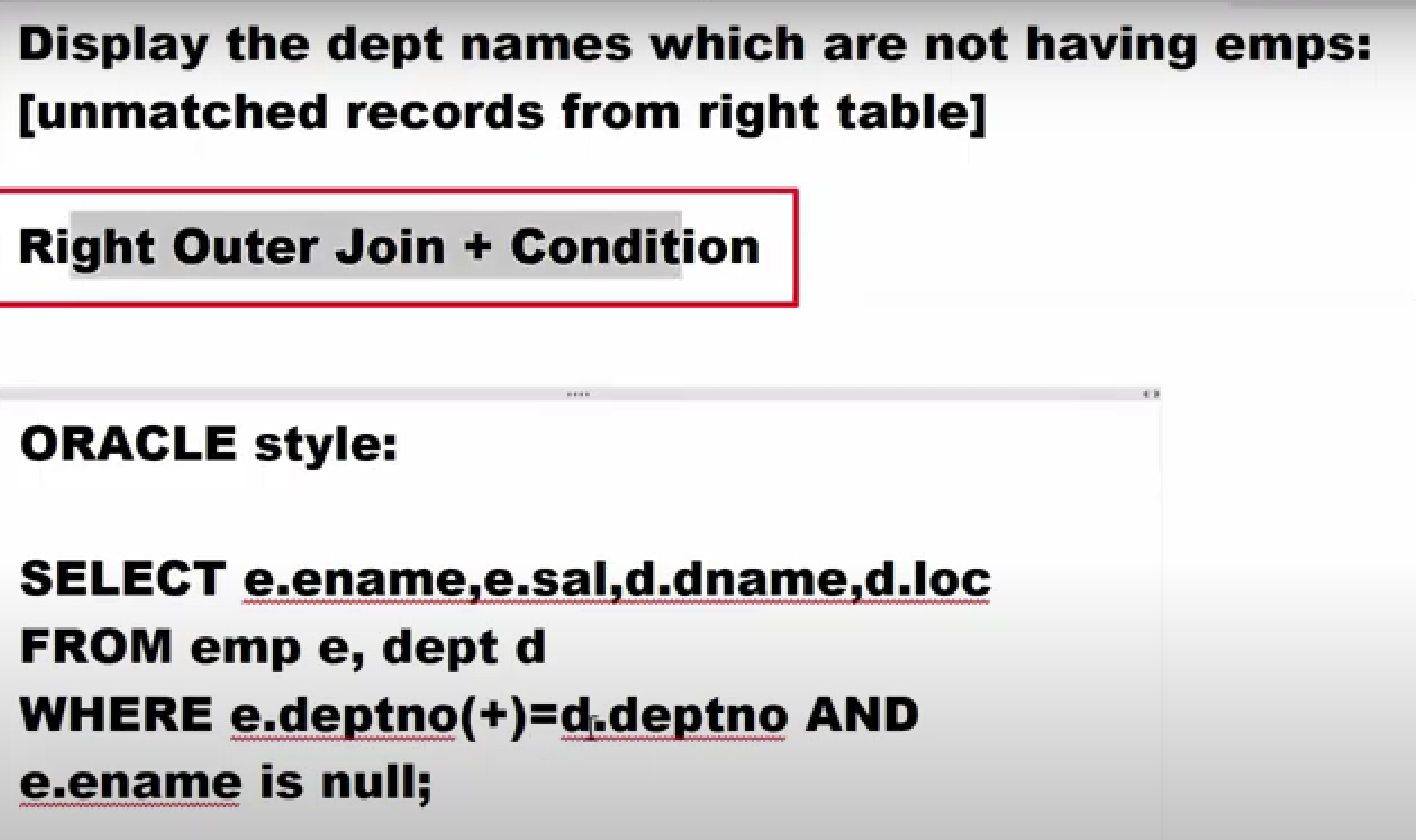 Display the dept names which are not having emps:
[unmatched records from right table]
Right Outer Join + Condition
ORACLE style:
SELECT e.ename,e.sal,d.dname,d.loc
FROM emp e, dept d
WHERE e.deptno(+)=d.deptno AND
e.ename is null;